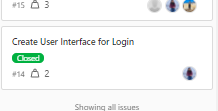 #15 3
Create User Interface for Login
Closed
#14 2
Showing all issues